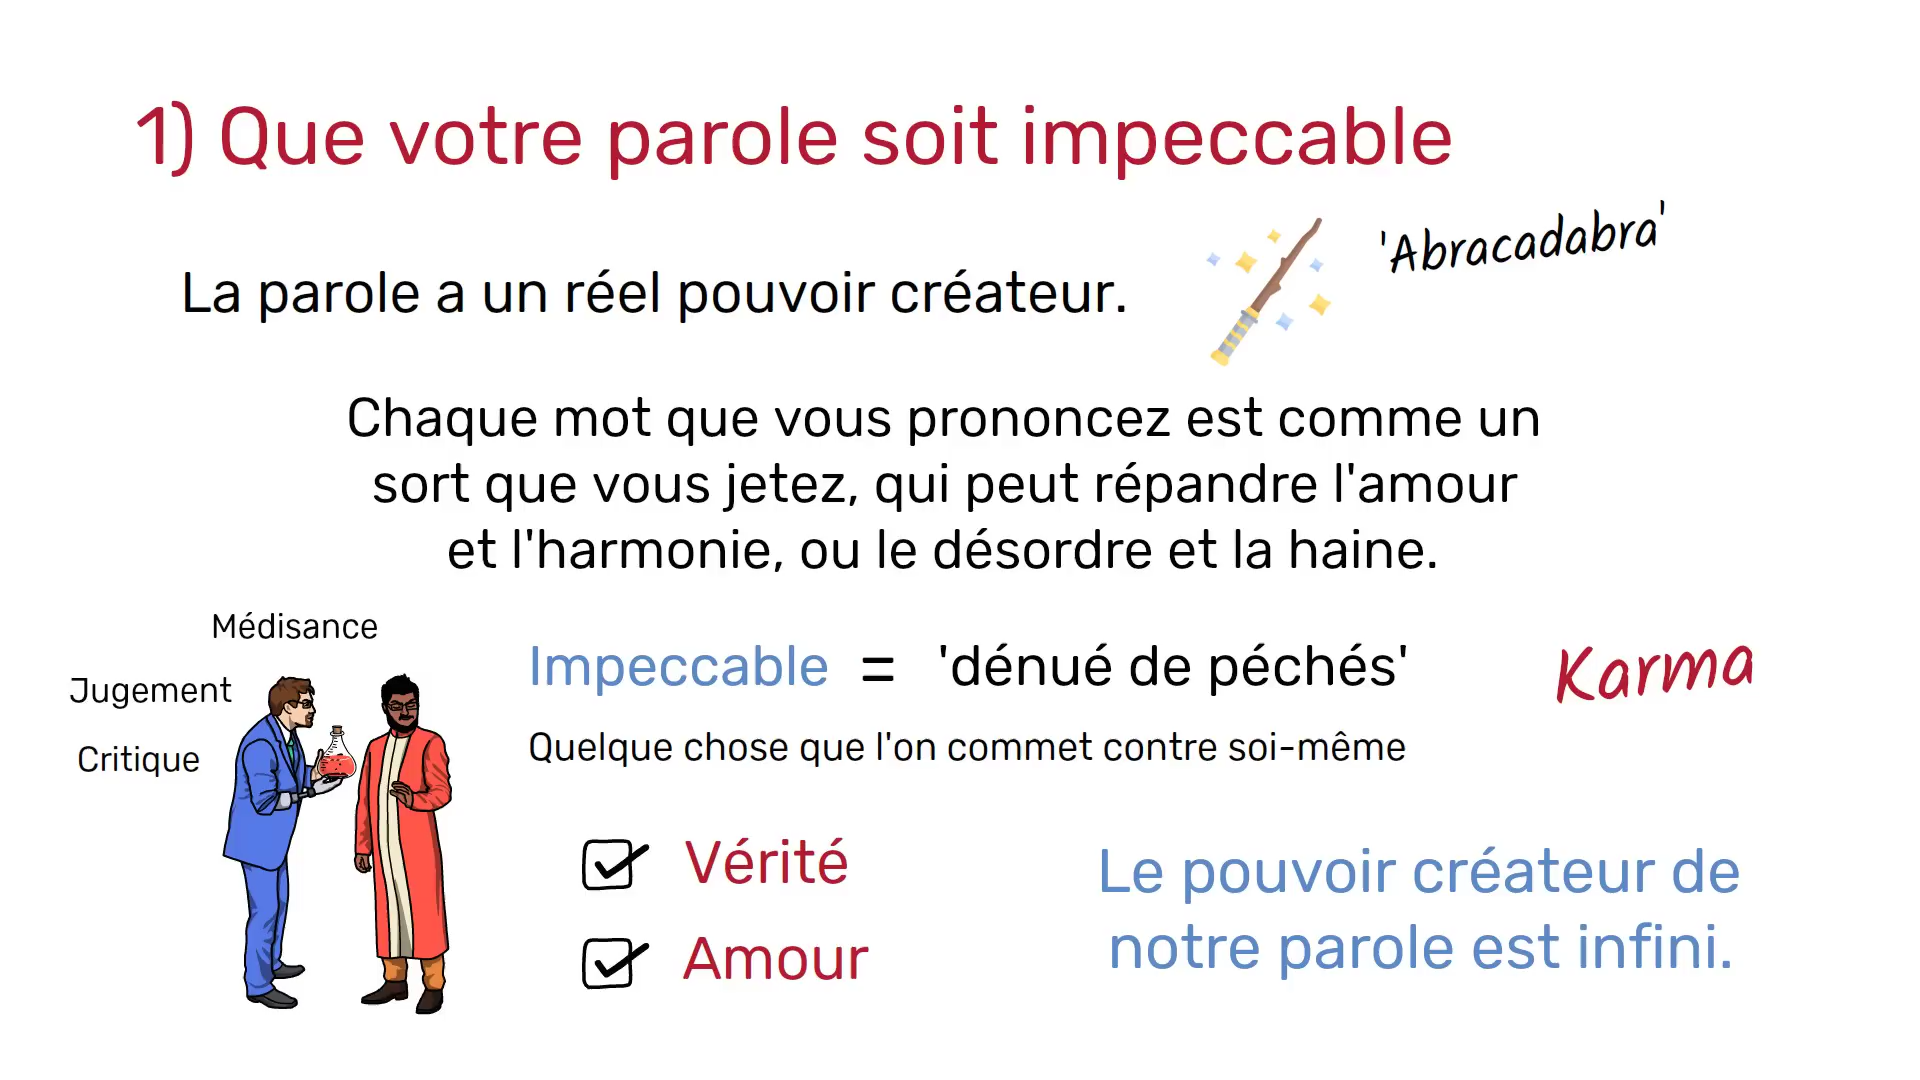 1) Que votre parole soit impeccable
'Abracadabra'
La parole a un réel pouvoir créateur.
Chaque mot que vous prononcez est comme un
sort que vous jetez, qui peut répandre l'amour
et l'harmonie, ou le désordre et la haine.
Médisance
Jugement
Critique
Impeccable = 'dénué de péchés'
Karma
Quelque chose que l'on commet contre soi-même
Vérité
Amour
Le pouvoir créateur de
notre parole est infini.